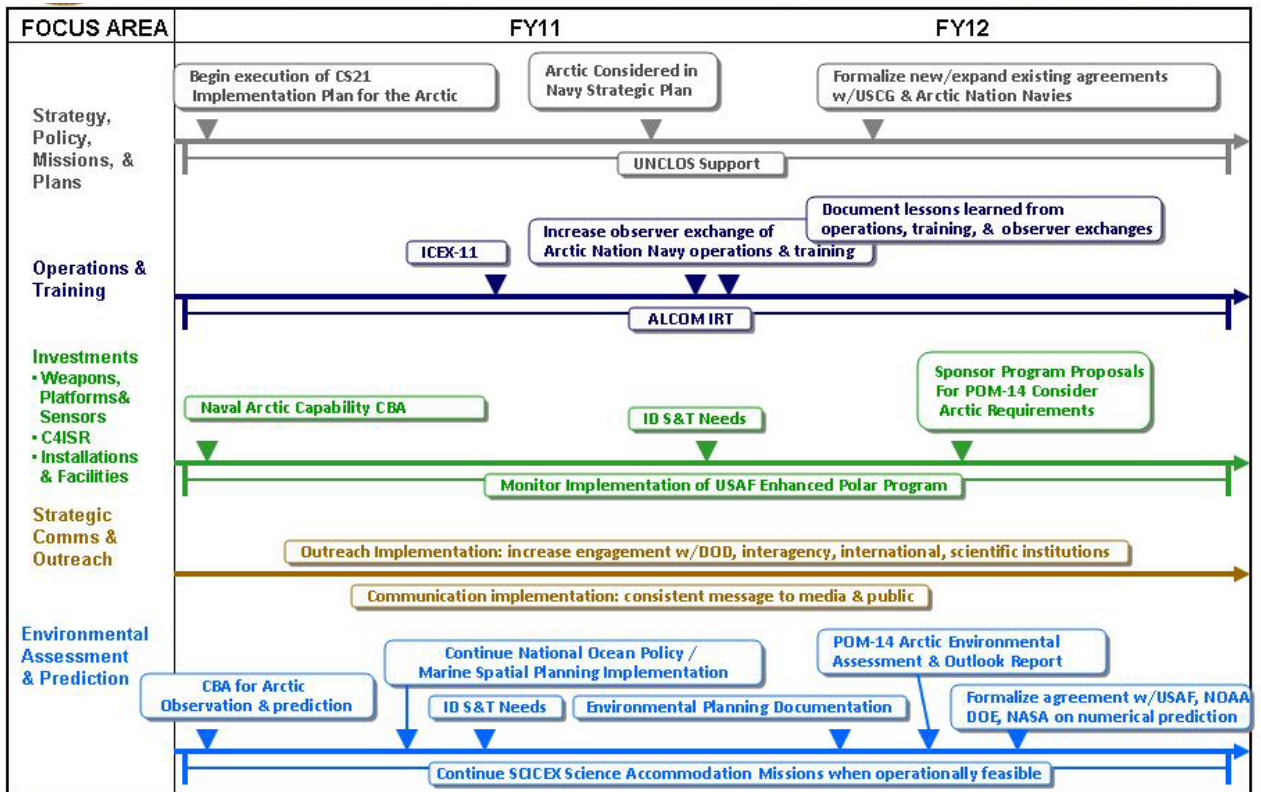 FOCUS AREA
FY11
FY12
Strategy,
Policy,
Missions, &
Plans
Begin execution of CS21
Implementation Plan for the Arctic
Arctic Considered in
Navy Strategic Plan
Formalize new/expand existing agreements
w/USCG & Arctic Nation Navies
UNCLOS Support
Operations &
Training
ICEX-11
Increase observer exchange of
Arctic Nation Navy operations & training
Document lessons learned from
operations, training, & observer exchanges
ALCOM IRT
Investments
• Weapons,
Platforms&
Sensors
• C4ISR
• Installations
& Facilities
Naval Arctic Capability CBA
ID S&T Needs
Sponsor Program Proposals
For POM-14 Consider
Arctic Requirements
Monitor Implementation of USAF Enhanced Polar Program
Strategic
Comms &
Outreach
Outreach Implementation: increase engagement w/DOD, interagency, international, scientific institutions
Communication implementation: consistent message to media & public
Environmental
Assessment
& Prediction
CBA for Arctic
Observation & prediction
Continue National Ocean Policy /
Marine Spatial Planning Implementation
ID S&T Needs
Environmental Planning Documentation
POM-14 Arctic Environmental
Assessment & Outlook Report
Formalize agreement w/USAF, NOAA
DOE, NASA on numerical prediction
Continue SCICEX Science Accommodation Missions when operationally feasible